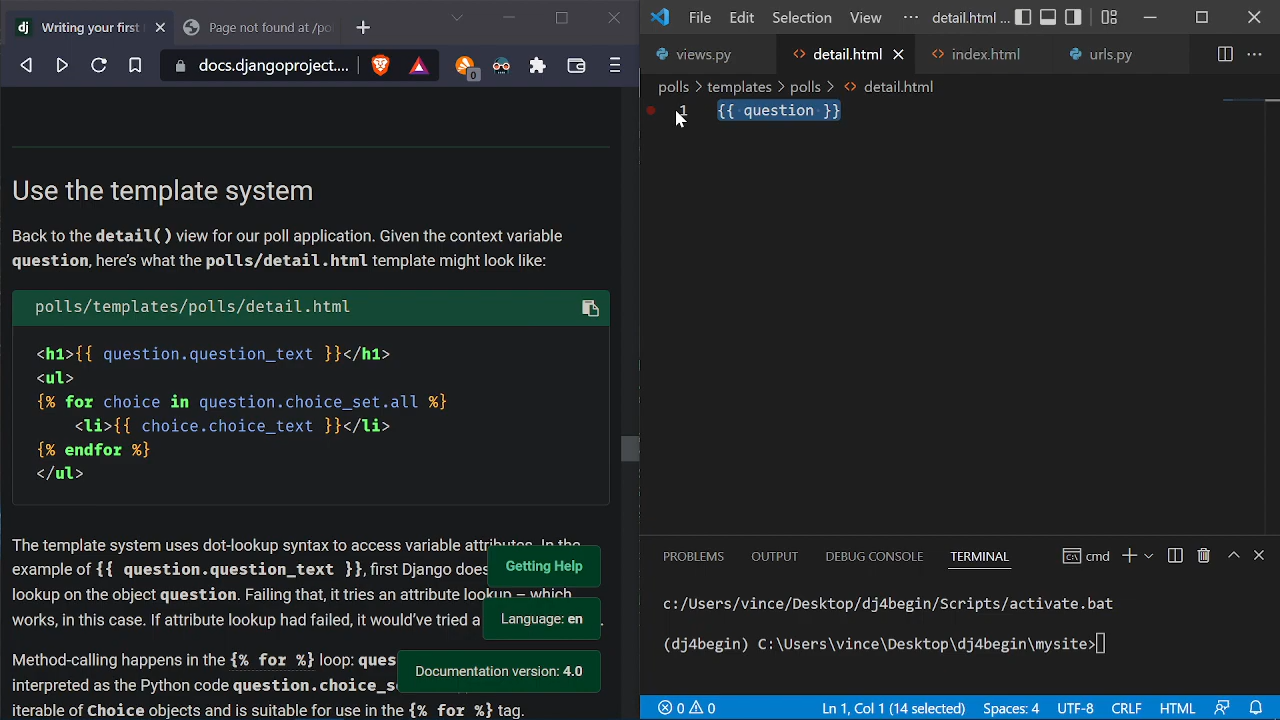 dj Writing your first
Page not found at /po
docs.djangoproject....
0
Use the template system
Back to the detail() view for our poll application. Given the context variable
question, here's what the polls/detail.html template might look like:
polls/templates/polls/detail.html
<h1>{{ question.question_text }}</h1>
<ul>
{% for choice in question.choice_set.all %}
    <li>{{ choice.choice_text }}</li>
{% endfor %}
</ul>
The template system uses dot-lookup syntax to access variable attributes. In the
example of {{ question.question_text }}, first Django does
lookup on the object question. Failing that, it tries an attribute lookup – which
works, in this case. If attribute lookup had failed, it would've tried a
Method-calling happens in the {% for %} loop: ques
interpreted as the Python code question.choice_s
iterable of Choice objects and is suitable for use in the {% for %} tag.
Getting Help
Language: en
Documentation version: 4.0
File Edit Selection View ··· detail.html ...
views.py
detail.html
index.html
urls.py
polls > templates > polls > detail.html
1 {{ question }}
PROBLEMS OUTPUT DEBUG CONSOLE TERMINAL
cmd
c:/Users/vince/Desktop/dj4begin/Scripts/activate.bat
(dj4begin) C:\Users\vince\Desktop\dj4begin\mysite>
0 0 Ln 1, Col 1 (14 selected) Spaces: 4 UTF-8 CRLF HTML